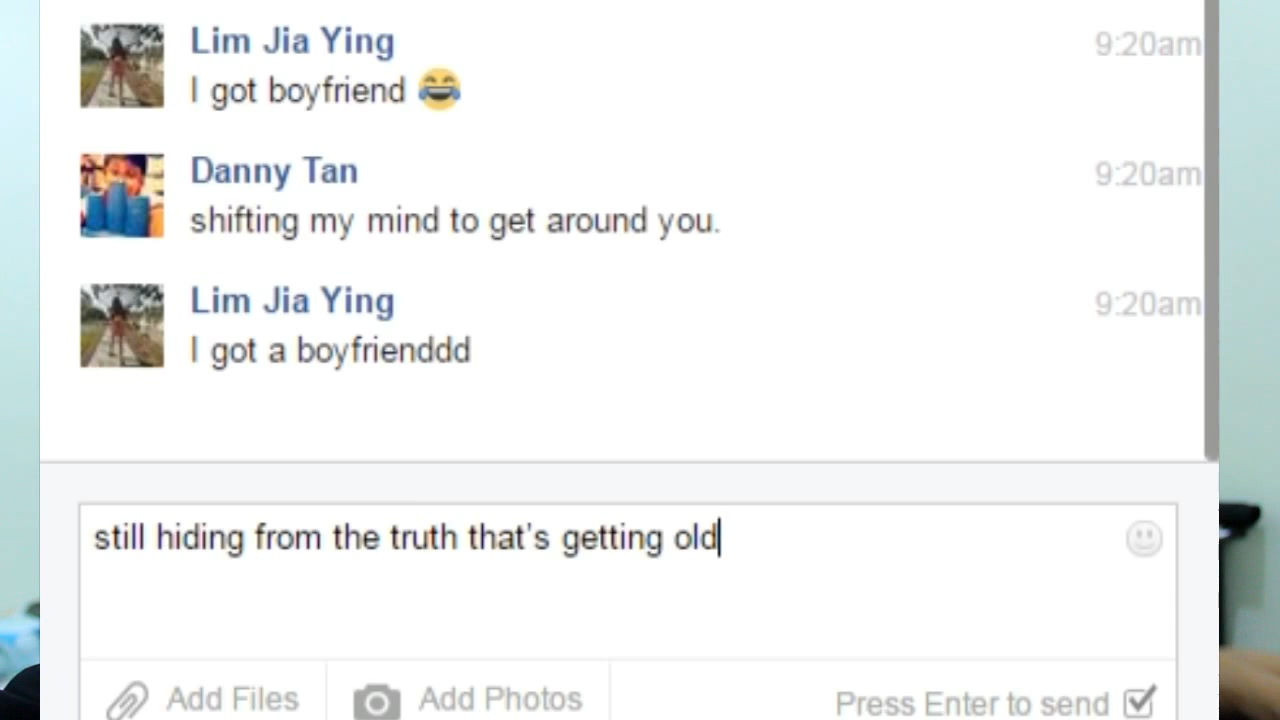 Lim Jia Ying 9:20am
I got boyfriend 😂
Danny Tan 9:20am
shifting my mind to get around you.
Lim Jia Ying 9:20am
I got a boyfrienddd
still hiding from the truth that's getting old
Add Files Add Photos Press Enter to send